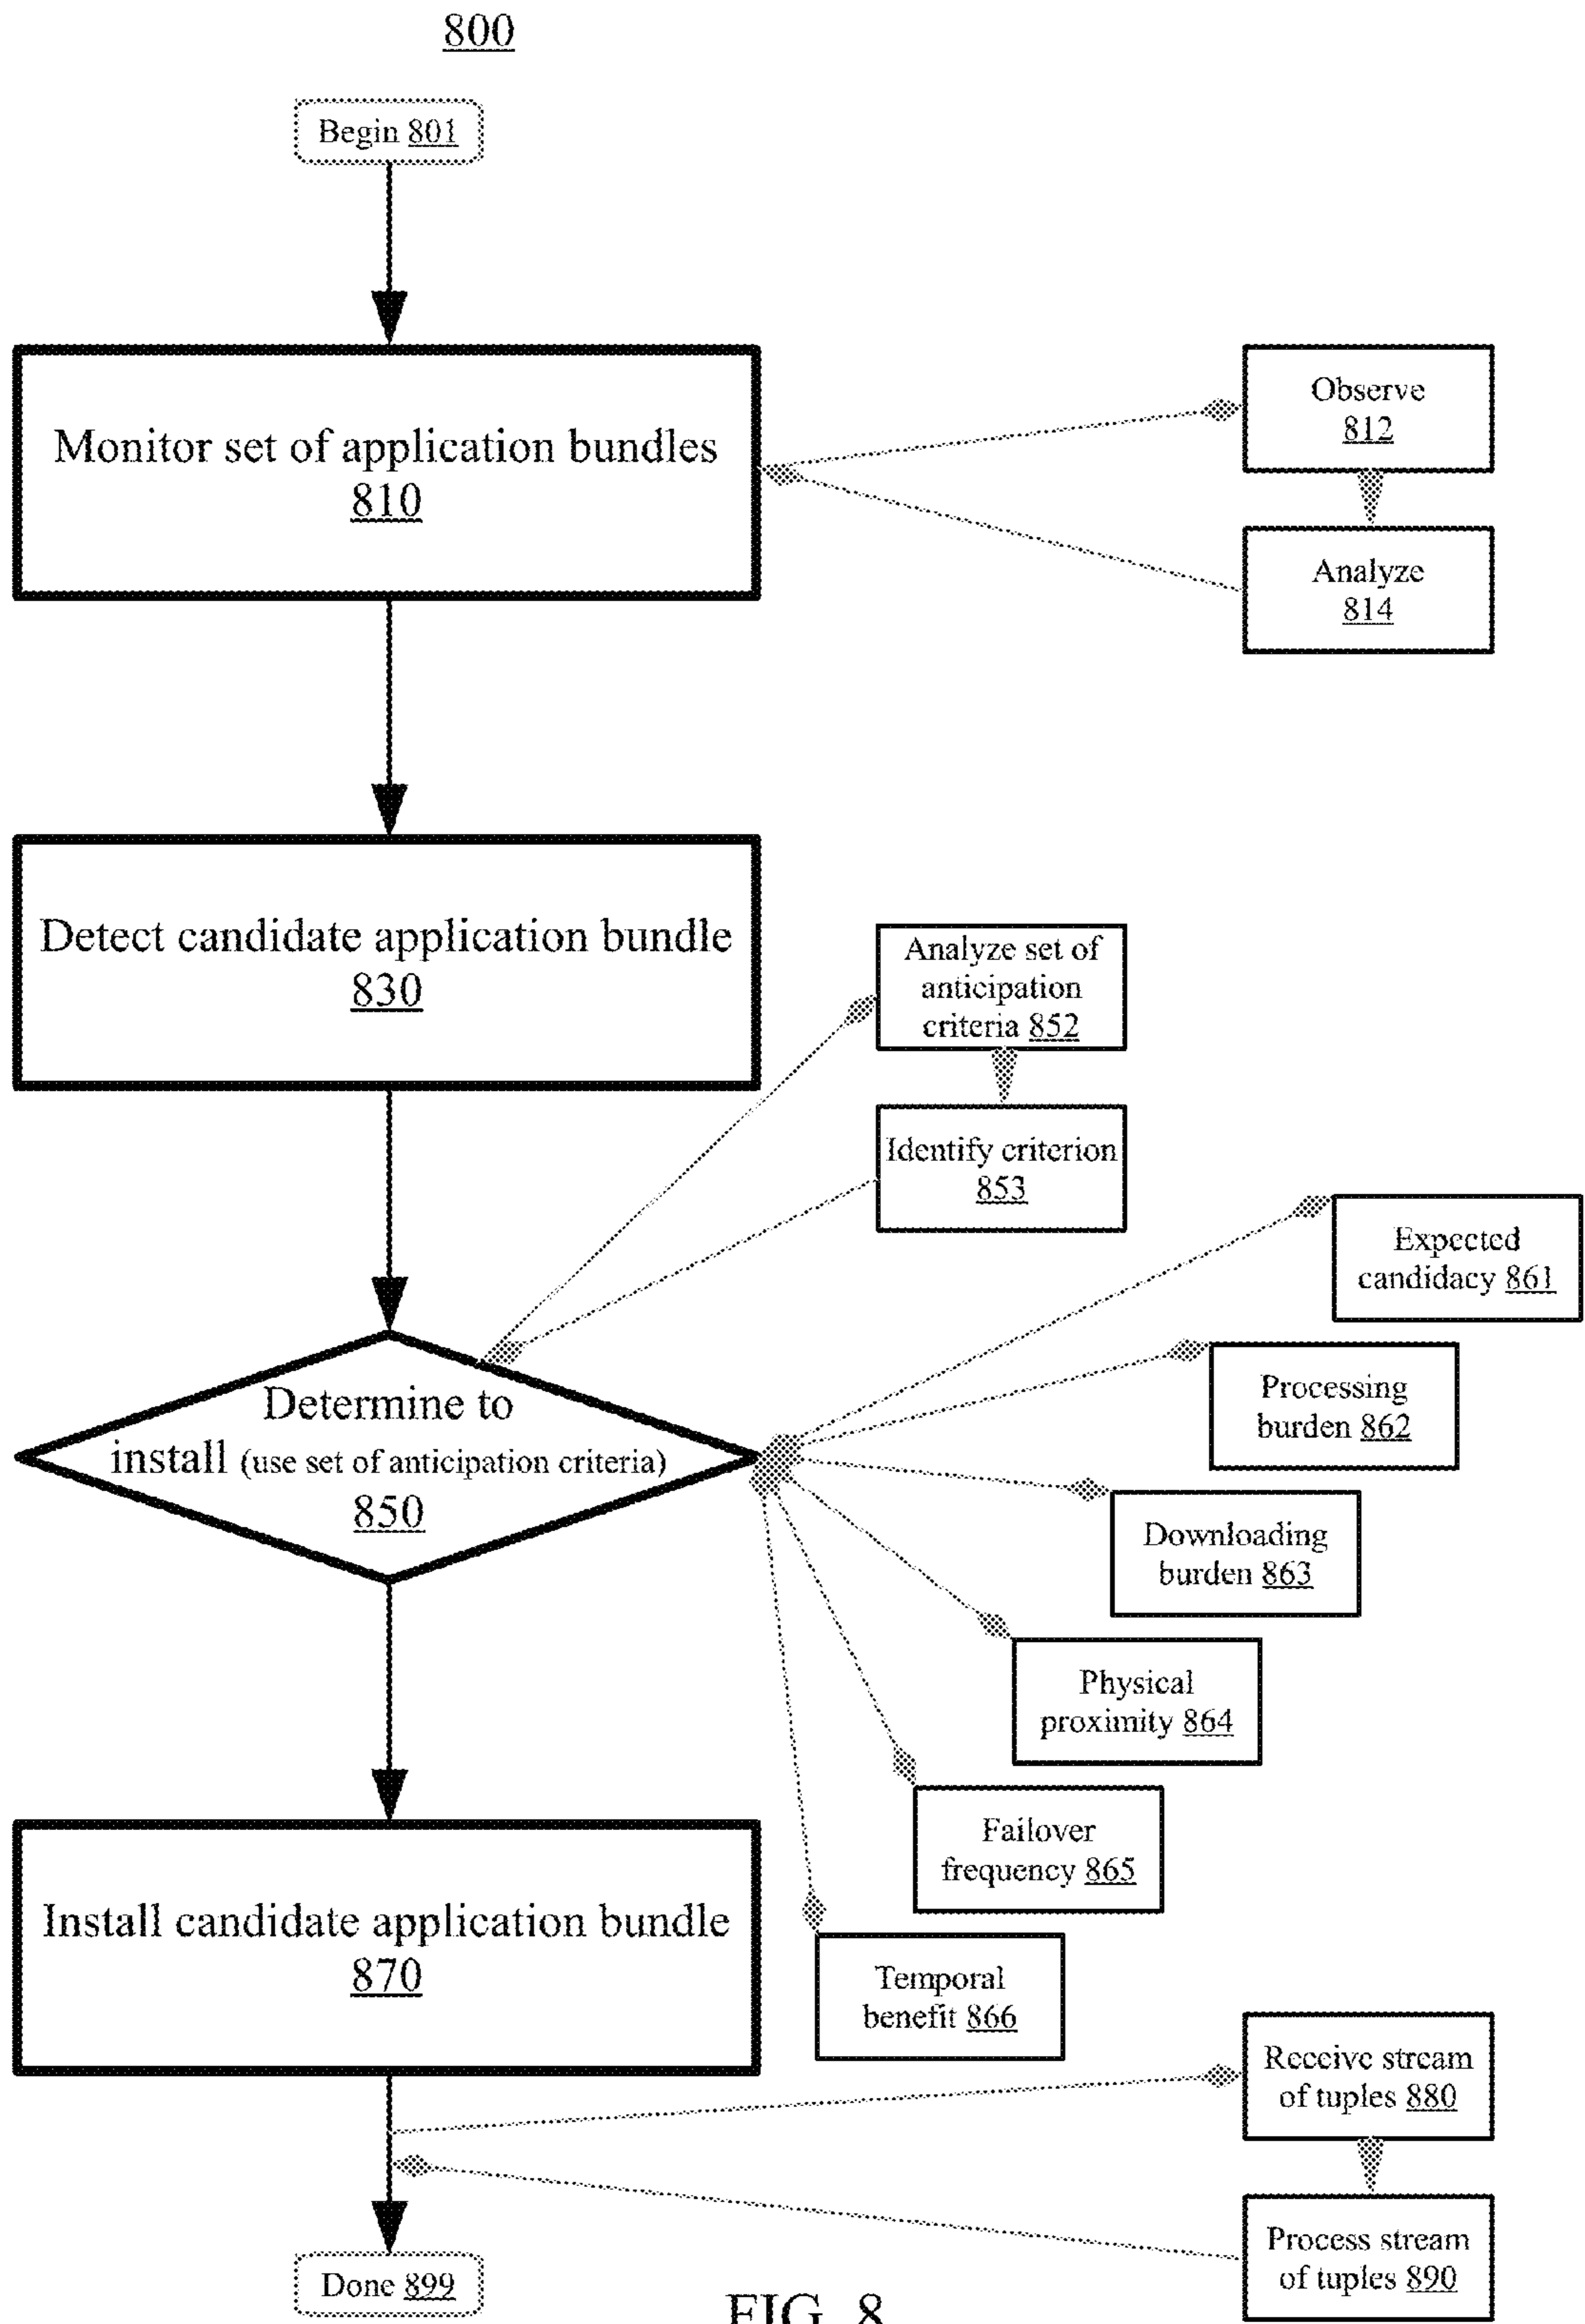 800
Begin 801
Monitor set of application bundles
810
Observe
812
Analyze
814
Detect candidate application bundle
830
Analyze set of
anticipation
criteria 852
Identify criterion
853
Determine to
install (use set of anticipation criteria)
850
Expected
candidacy 861
Processing
burden 862
Downloading
burden 863
Physical
proximity 864
Failover
frequency 865
Temporal
benefit 866
Install candidate application bundle
870
Receive stream
of tuples 880
Process stream
of tuples 890
Done 899
FIG. 8